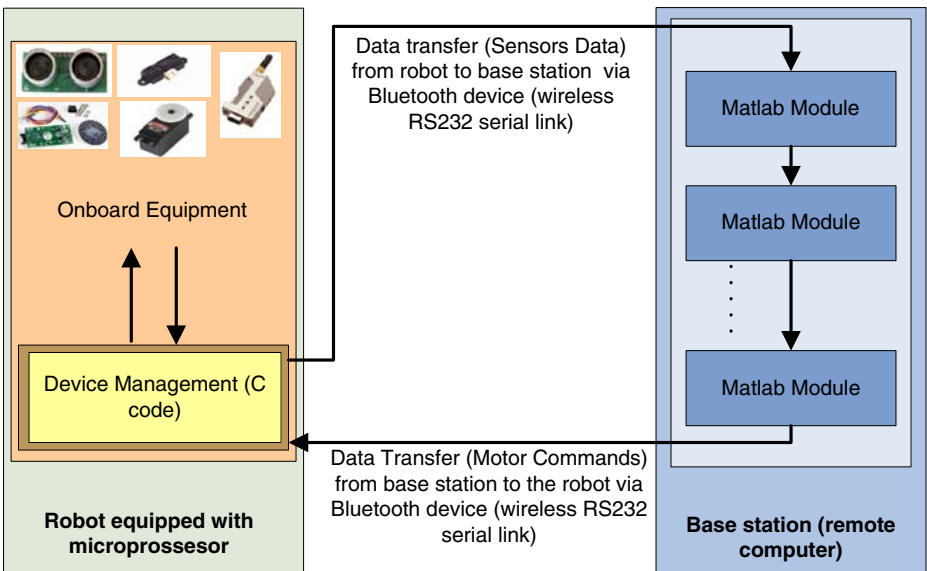 Onboard Equipment
Device Management (C
code)
Robot equipped with
microprossesor
Data transfer (Sensors Data)
from robot to base station via
Bluetooth device (wireless
RS232 serial link)
Data Transfer (Motor Commands)
from base station to the robot via
Bluetooth device (wireless RS232
serial link)
Matlab Module
Matlab Module
Matlab Module
Base station (remote
computer)